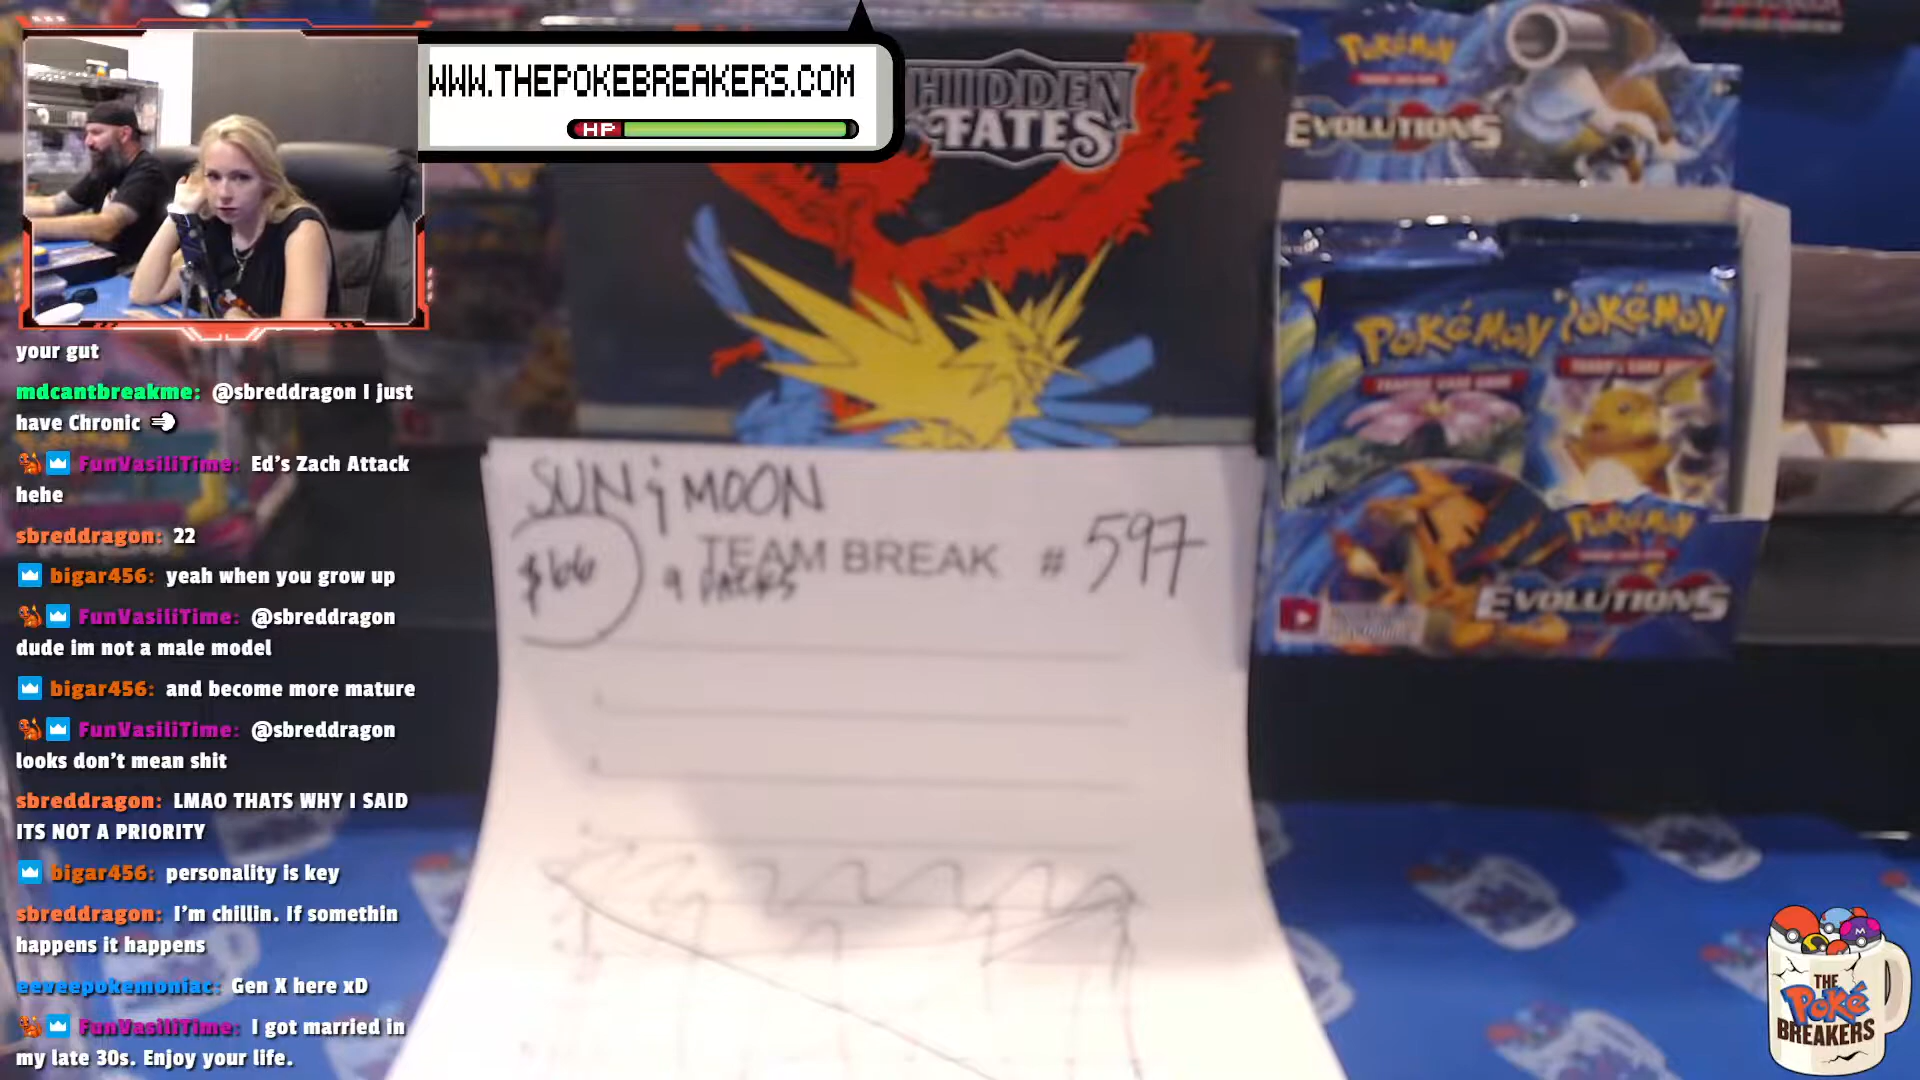 WWW.THEPOKEBREAKERS.COM
HP
HIDDEN
FATES
POKéMON
EVOLUTIONS
POKéMON
POKéMON
POKéMON
EVOLUTIONS
SUN & MOON
TEAM BREAK # 597
$66
9 PACKS
your gut
mdcantbreakme: @sbreddragon I just
have Chronic
FunVasiliTime: Ed's Zach Attack
hehe
sbreddragon: 22
bigar456: yeah when you grow up
FunVasiliTime: @sbreddragon
dude im not a male model
bigar456: and become more mature
FunVasiliTime: @sbreddragon
looks don't mean shit
sbreddragon: LMAO THATS WHY I SAID
ITS NOT A PRIORITY
bigar456: personality is key
sbreddragon: I'm chillin. If somethin
happens it happens
eeveepokemoniac: Gen X here xD
FunVasiliTime: I got married in
my late 30s. Enjoy your life.
THE
Poké
BREAKERS